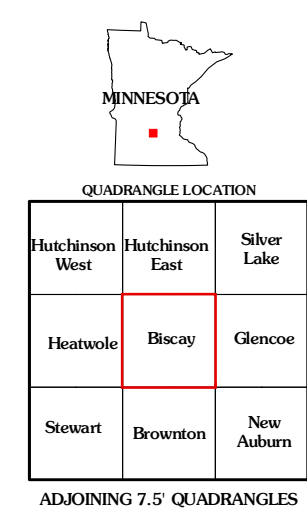 MINNESOTA
QUADRANGLE LOCATION
Hutchinson
West
Hutchinson
East
Silver
Lake
Heatwole
Biscay
Glencoe
Stewart
Brownton
New
Auburn
ADJOINING 7.5' QUADRANGLES